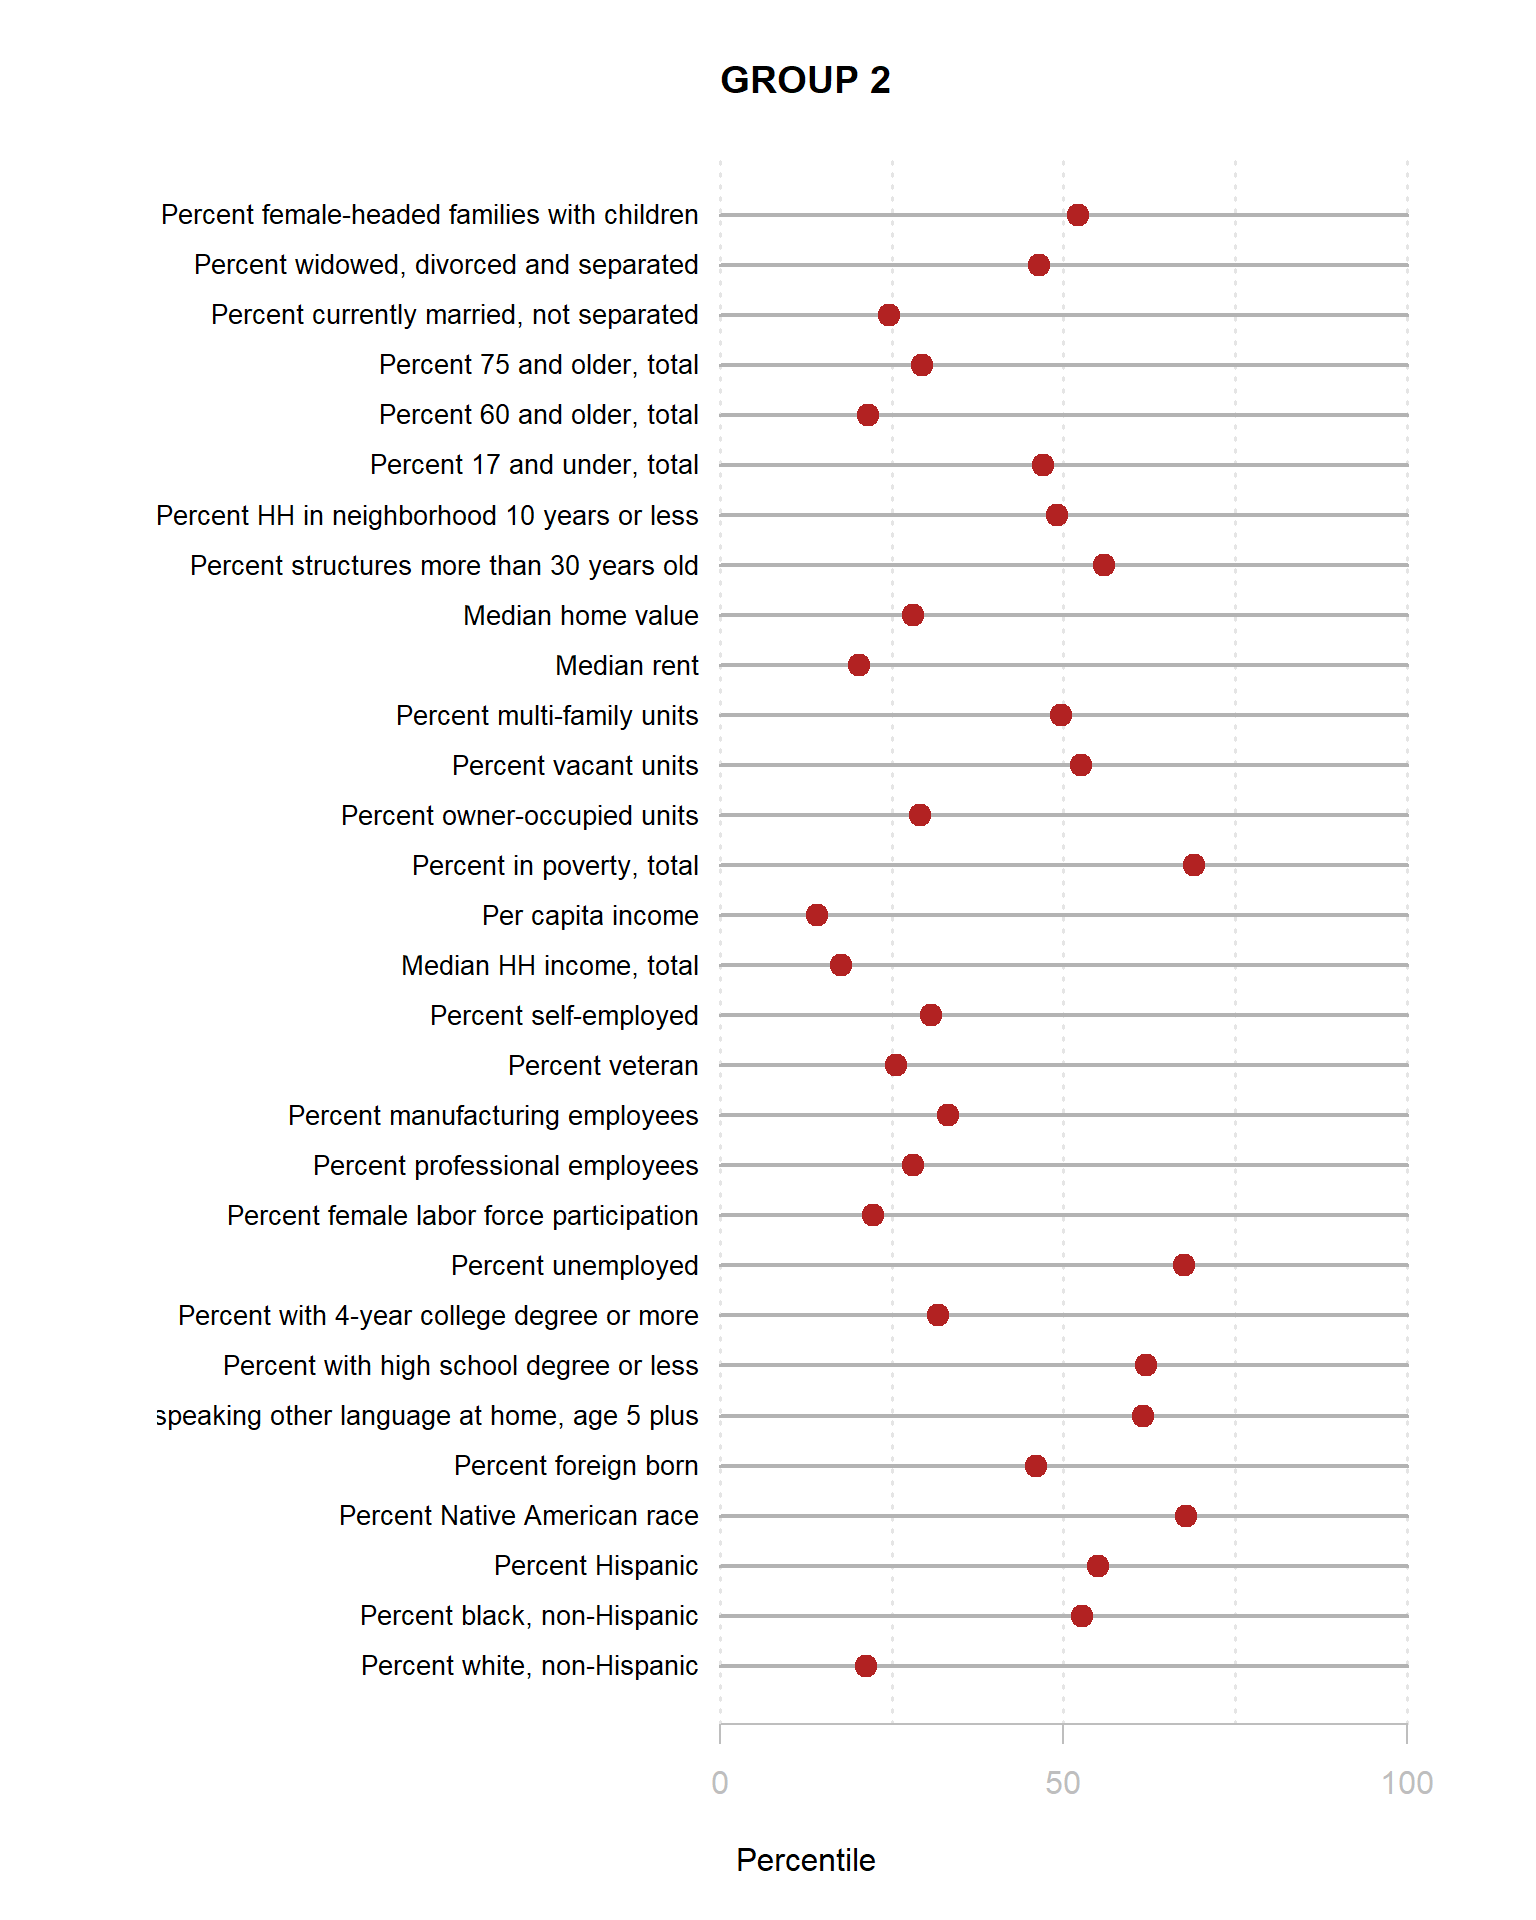 GROUP 2
Percent female-headed families with children
Percent widowed, divorced and separated
Percent currently married, not separated
Percent 75 and older, total
Percent 60 and older, total
Percent 17 and under, total
Percent HH in neighborhood 10 years or less
Percent structures more than 30 years old
Median home value
Median rent
Percent multi-family units
Percent vacant units
Percent owner-occupied units
Percent in poverty, total
Per capita income
Median HH income, total
Percent self-employed
Percent veteran
Percent manufacturing employees
Percent professional employees
Percent female labor force participation
Percent unemployed
Percent with 4-year college degree or more
Percent with high school degree or less
speaking other language at home, age 5 plus
Percent foreign born
Percent Native American race
Percent Hispanic
Percent black, non-Hispanic
Percent white, non-Hispanic
0 50 100
Percentile